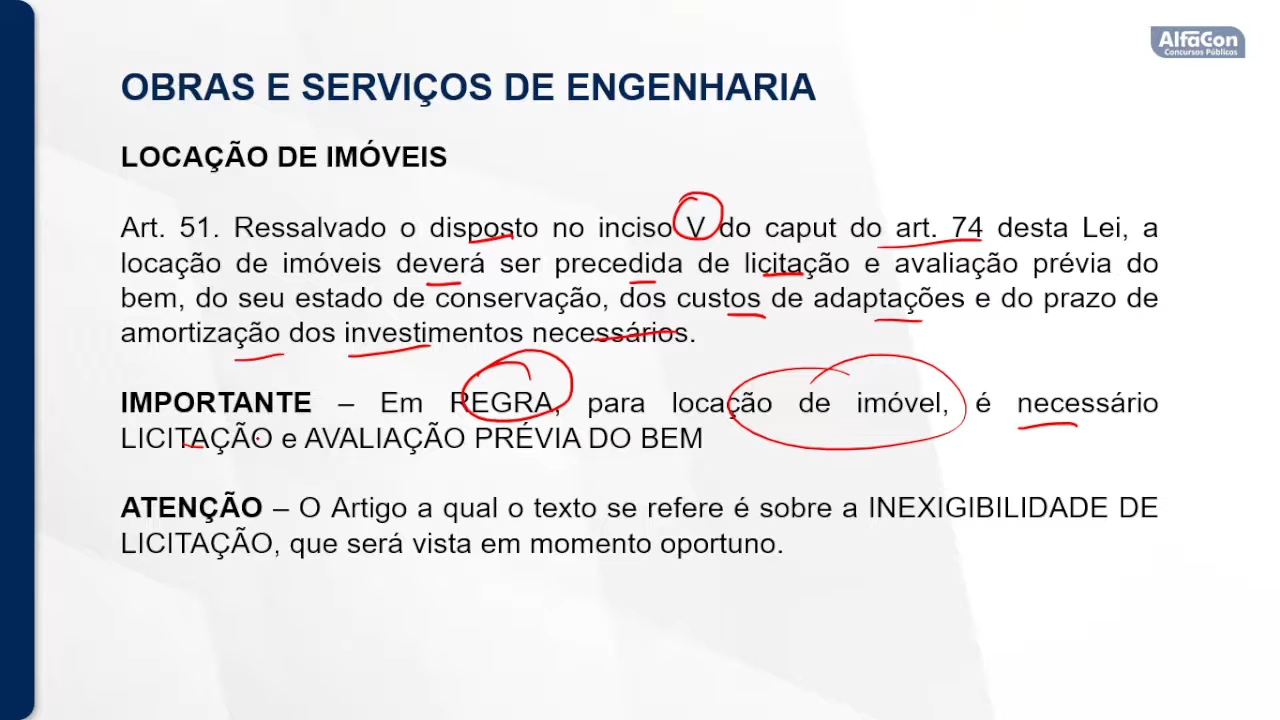 AlfaCon
Concursos Públicos
OBRAS E SERVIÇOS DE ENGENHARIA
LOCAÇÃO DE IMÓVEIS
Art. 51. Ressalvado o disposto no inciso V do caput do art. 74 desta Lei, a
locação de imóveis deverá ser precedida de licitação e avaliação prévia do
bem, do seu estado de conservação, dos custos de adaptações e do prazo de
amortização dos investimentos necessários.
IMPORTANTE – Em REGRA, para locação de imóvel, é necessário
LICITAÇÃO e AVALIAÇÃO PRÉVIA DO BEM
ATENÇÃO – O Artigo a qual o texto se refere é sobre a INEXIGIBILIDADE DE
LICITAÇÃO, que será vista em momento oportuno.